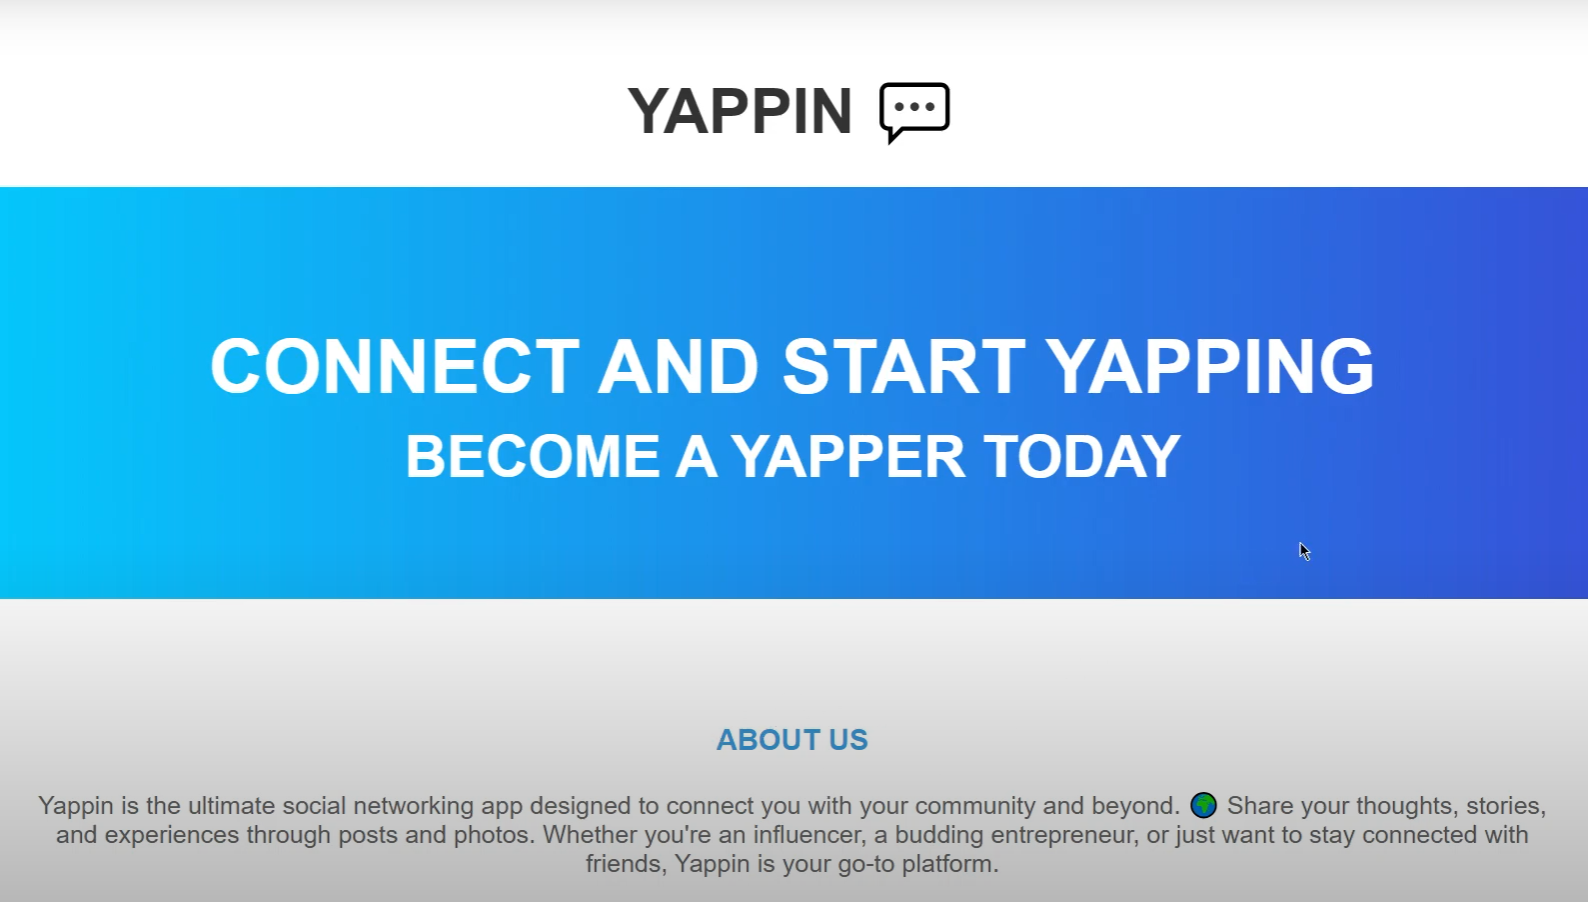 YAPPIN
CONNECT AND START YAPPING
BECOME A YAPPER TODAY
ABOUT US
Yappin is the ultimate social networking app designed to connect you with your community and beyond. 🌍 Share your thoughts, stories,
and experiences through posts and photos. Whether you're an influencer, a budding entrepreneur, or just want to stay connected with
friends, Yappin is your go-to platform.